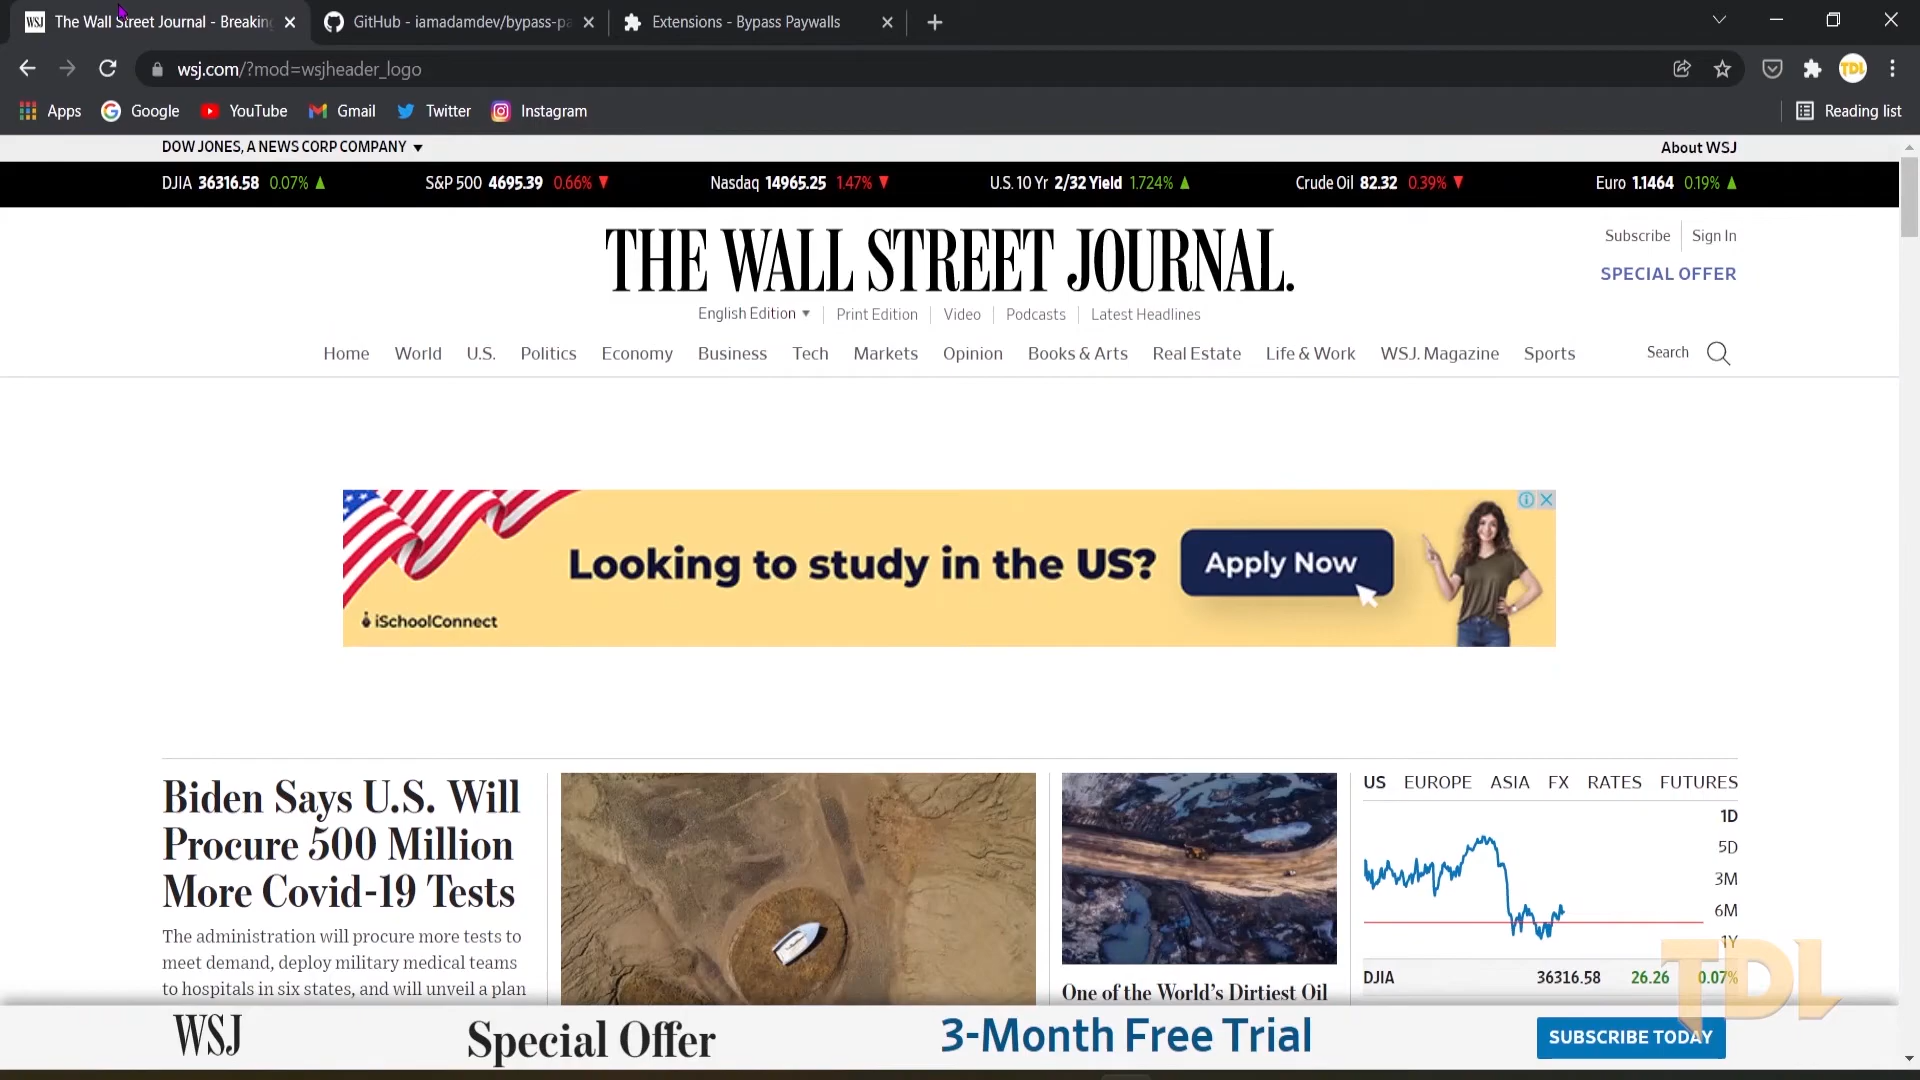 The Wall Street Journal - Breaking
GitHub - iamadamdev/bypass-pa
Extensions - Bypass Paywalls
wsj.com/?mod=wsjheader_logo
TDL
Apps
Google
YouTube
Gmail
Twitter
Instagram
Reading list
DOW JONES, A NEWS CORP COMPANY
About WSJ
DJIA 36316.58 0.07%
S&P 500 4695.39 0.66%
Nasdaq 14965.25 1.47%
U.S. 10 Yr 2/32 Yield 1.724%
Crude Oil 82.32 0.39%
Euro 1.1464 0.19%
THE WALL STREET JOURNAL.
Subscribe
Sign In
SPECIAL OFFER
English Edition
Print Edition
Video
Podcasts
Latest Headlines
Home World U.S. Politics Economy Business Tech Markets Opinion Books & Arts Real Estate Life & Work WSJ. Magazine Sports
Search
Looking to study in the US?
Apply Now
iSchoolConnect
Biden Says U.S. Will
Procure 500 Million
More Covid-19 Tests
The administration will procure more tests to
meet demand, deploy military medical teams
to hospitals in six states, and will unveil a plan
One of the World's Dirtiest Oil
US EUROPE ASIA FX RATES FUTURES
1D
5D
3M
6M
1Y
DJIA 36316.58 26.26 0.07%
TDL
WSJ
Special Offer
3-Month Free Trial
SUBSCRIBE TODAY